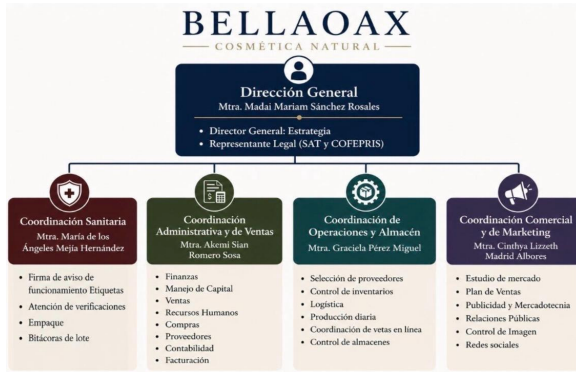 BELLAOAX
COSMÉTICA NATURAL
Dirección General
Mtra. Madai Mariam Sánchez Rosales
• Director General: Estrategia
• Representante Legal (SAT y COFEPRIS)
Coordinación Sanitaria
Mtra. María de los
Ángeles Mejía Hernández
• Firma de aviso de
funcionamiento Etiquetas
• Atención de verificaciones
• Empaque
• Bitácoras de lote
Coordinación
Administrativa y de Ventas
Mtra. Akemi Sian
Romero Sosa
• Finanzas
• Manejo de Capital
• Ventas
• Recursos Humanos
• Compras
• Proveedores
• Contabilidad
• Facturación
Coordinación de
Operaciones y Almacén
Mtra. Graciela Pérez Miguel
• Selección de proveedores
• Control de inventarios
• Logística
• Producción diaria
• Coordinación de vetas en línea
• Control de almacenes
Coordinación Comercial
y de Marketing
Mtra. Cinthya Lizzeth
Madrid Albores
• Estudio de mercado
• Plan de Ventas
• Publicidad y Mercadotecnia
• Relaciones Públicas
• Control de Imagen
• Redes sociales